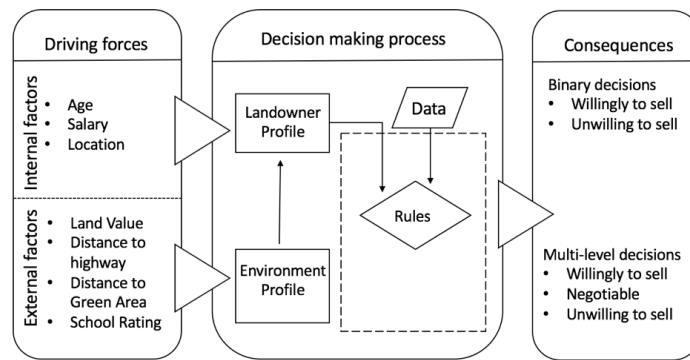 Driving forces
Internal factors
• Age
• Salary
• Location
External factors
• Land Value
• Distance to
highway
• Distance to
Green Area
• School Rating
Decision making process
Landowner
Profile
Data
Rules
Environment
Profile
Consequences
Binary decisions
• Willingly to sell
• Unwilling to sell
Multi-level decisions
• Willingly to sell
• Negotiable
• Unwilling to sell